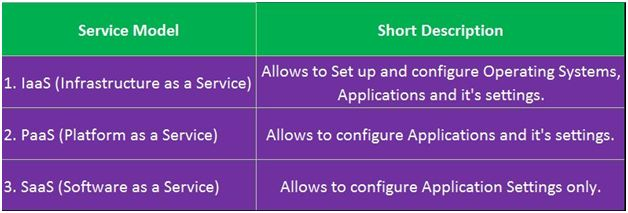 Service Model Short Description
1. IaaS (Infrastructure as a Service) Allows to Set up and configure Operating Systems,
Applications and it's settings.
2. PaaS (Platform as a Service) Allows to configure Applications and it's settings.
3. SaaS (Software as a Service) Allows to configure Application Settings only.